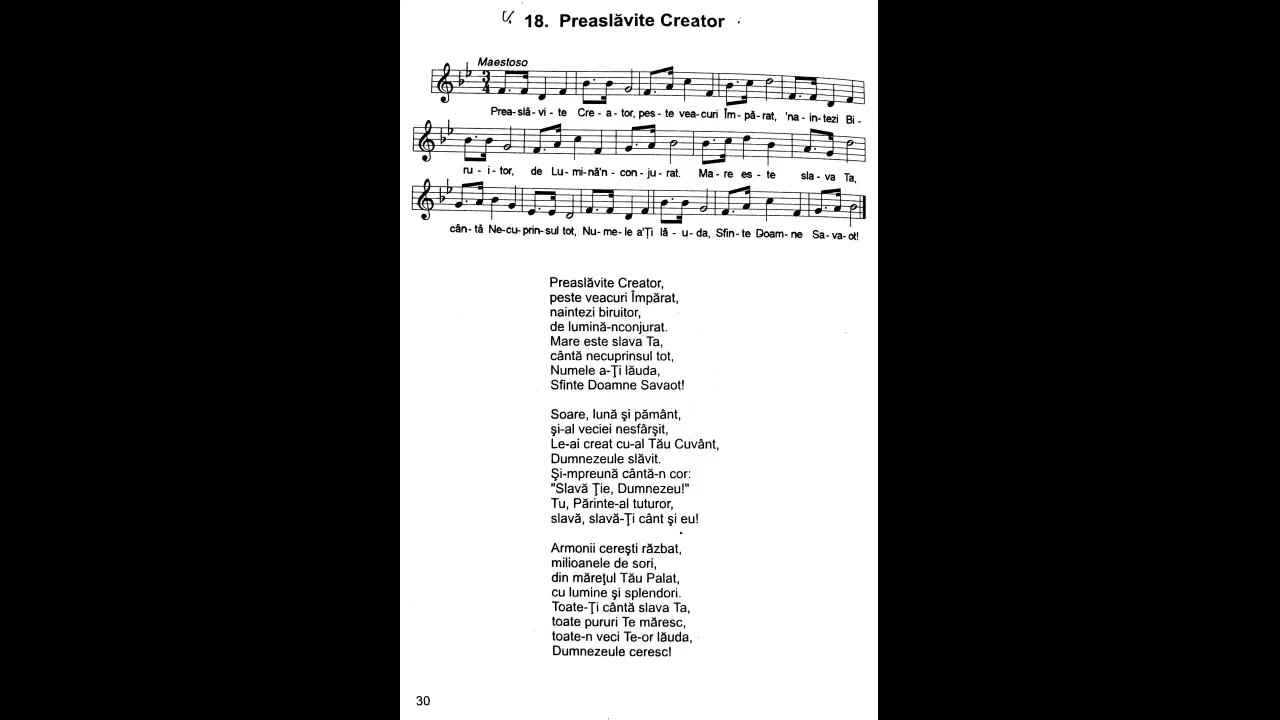 18. Preaslăvite Creator
Maestoso
3
4
Prea-slă-vi-te Cre-a-tor, pes-te vea-curi Îm-pă-rat, 'na-in-tezi Bi-
ru-i-tor, de Lu-mi-nă'n-con-ju-rat. Ma-re es-te sla-va Ta,
cân-tă Ne-cu-prin-sul tot, Nu-me-le a'Ţi lă-u-da, Sfin-te Doam-ne Sa-va-ot!
Preaslăvite Creator,
peste veacuri Împărat,
naintezi biruitor,
de lumină-nconjurat.
Mare este slava Ta,
cântă necuprinsul tot,
Numele a-Ţi lăuda,
Sfinte Doamne Savaot!
Soare, lună şi pământ,
şi-al veciei nesfârşit,
Le-ai creat cu-al Tău Cuvânt,
Dumnezeule slăvit.
Şi-mpreună cântă-n cor:
"Slavă Ţie, Dumnezeu!"
Tu, Părinte-al tuturor,
slavă, slavă-Ţi cânt şi eu!
Armonii cereşti răzbat,
milioanele de sori,
din măreţul Tău Palat,
cu lumine şi splendori.
Toate-Ţi cântă slava Ta,
toate pururi Te măresc,
toate-n veci Te-or lăuda,
Dumnezeule ceresc!
30